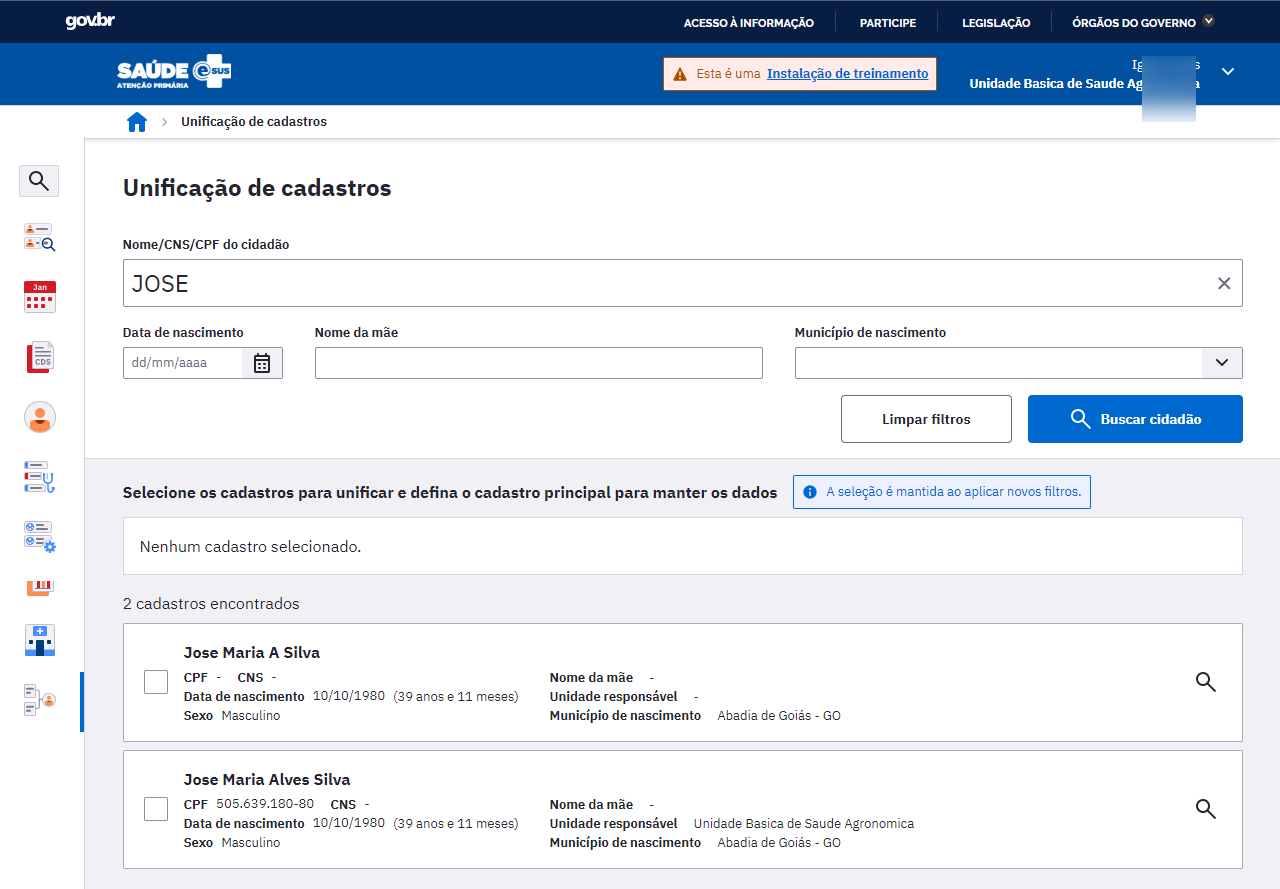 gov.br
ACESSO À INFORMAÇÃO
PARTICIPE
LEGISLAÇÃO
ÓRGÃOS DO GOVERNO
SAÚDE e SUS
ATENÇÃO PRIMÁRIA
Esta é uma Instalação de treinamento
Unidade Basica de Saude
Unificação de cadastros
Unificação de cadastros
Nome/CNS/CPF do cidadão
JOSE
Data de nascimento
Nome da mãe
Município de nascimento
dd/mm/aaaa
Jan
CDS
Limpar filtros
Buscar cidadão
Selecione os cadastros para unificar e defina o cadastro principal para manter os dados
A seleção é mantida ao aplicar novos filtros.
Nenhum cadastro selecionado.
2 cadastros encontrados
Jose Maria A Silva
CPF - CNS -
Nome da mãe -
Data de nascimento 10/10/1980 (39 anos e 11 meses)
Unidade responsável -
Sexo Masculino
Município de nascimento Abadia de Goiás - GO
Jose Maria Alves Silva
CPF 505.639.180-80 CNS -
Nome da mãe -
Data de nascimento 10/10/1980 (39 anos e 11 meses)
Unidade responsável Unidade Basica de Saude Agronomica
Sexo Masculino
Município de nascimento Abadia de Goiás - GO